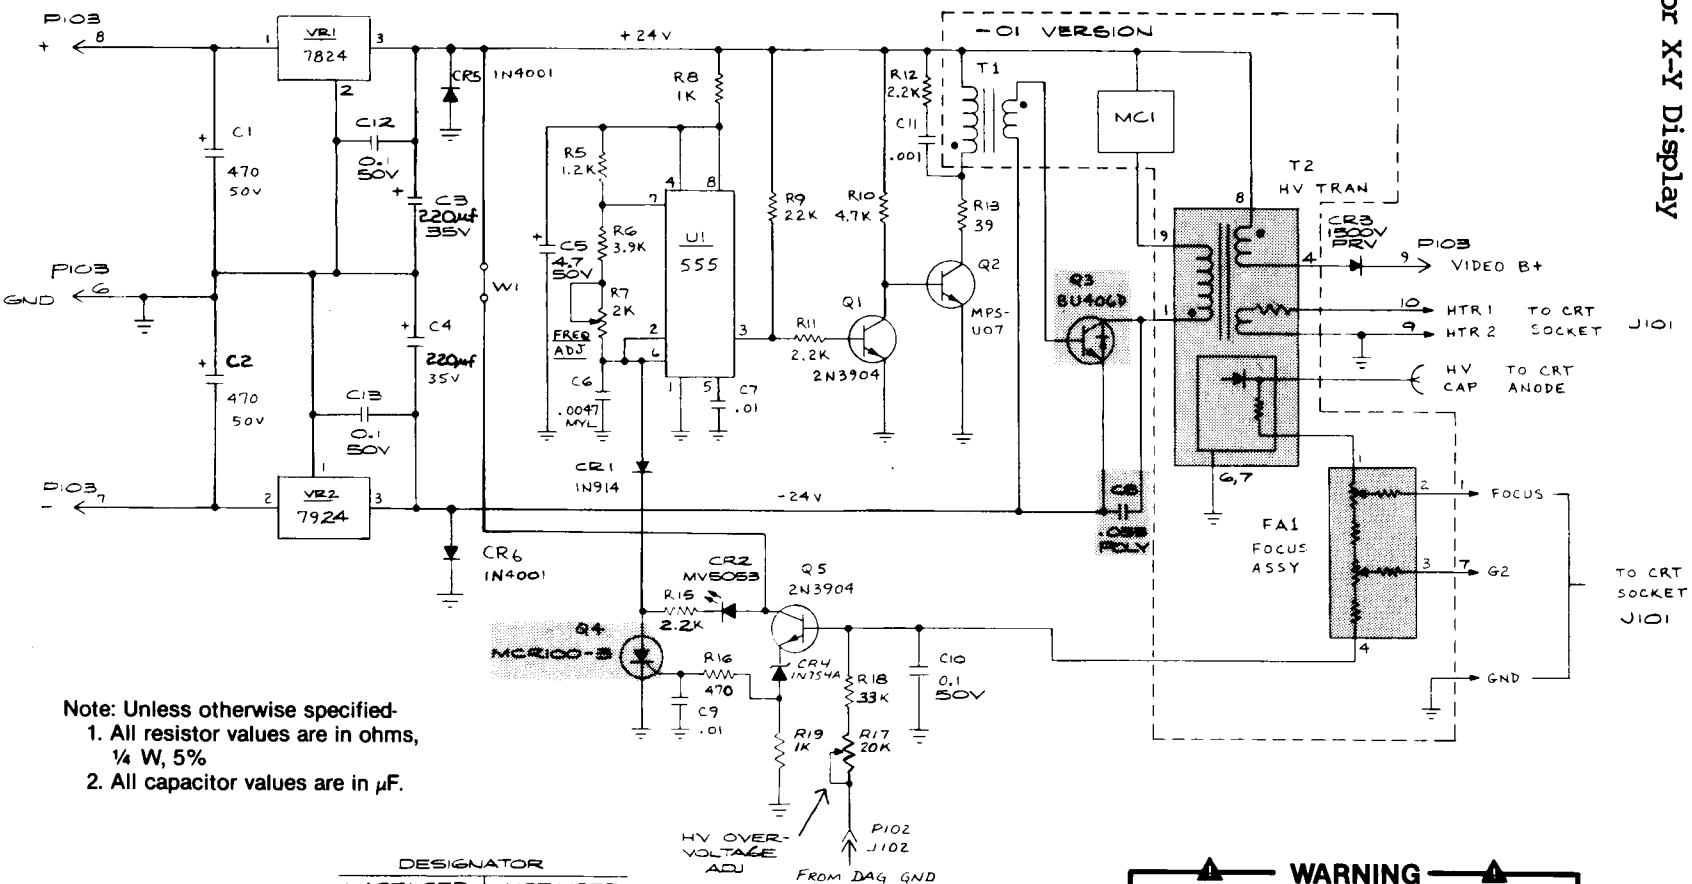 or X-Y Display
P103
+
8
1
VR1
7824
3
2
+24V
-01 VERSION
CR5 1N4001
R8
1K
R12
2.2K
T1
C11
.001
MC1
C1
+
470
50V
C12
0.1
50V
+
C3
220μf
35V
R5
1.2K
4
8
7
R6
3.9K
U1
555
+
C5
4.7
50V
R7
2K
FREQ
ADJ
2
6
3
1
5
C6
.0047
MYL
C7
.01
R9
22K
R10
4.7K
R13
39
Q2
MPS-
U07
Q1
R11
2.2K
2N3904
W1
T2
HV TRAN
8
9
CR3
1500V
PRV
P103
4
9
VIDEO B+
Q3
BU406D
1
10
HTR 1
TO CRT
SOCKET
J101
9
HTR 2
HV
CAP
TO CRT
ANODE
P103
GND
6
+
C4
220μf
35V
+
C2
470
50V
C13
0.1
50V
1
P103
-
7
2
VR2
7924
3
-24V
CR1
1N914
CR6
1N4001
C8
.033
POLY
6,7
1
2
1
FOCUS
FA1
FOCUS
ASSY
3
7
G2
4
TO CRT
SOCKET
J101
GND
CR2
MV5053
Q5
2N3904
R15
2.2K
Q4
MCR100-3
R16
470
CR4
1N754A
C9
.01
R18
33K
C10
0.1
50V
R19
1K
R17
20K
HV OVER-
VOLTAGE
ADJ
P102
J102
FROM DAG GND
Note: Unless otherwise specified-
1. All resistor values are in ohms,
¼ W, 5%
2. All capacitor values are in μF.
DESIGNATOR
WARNING